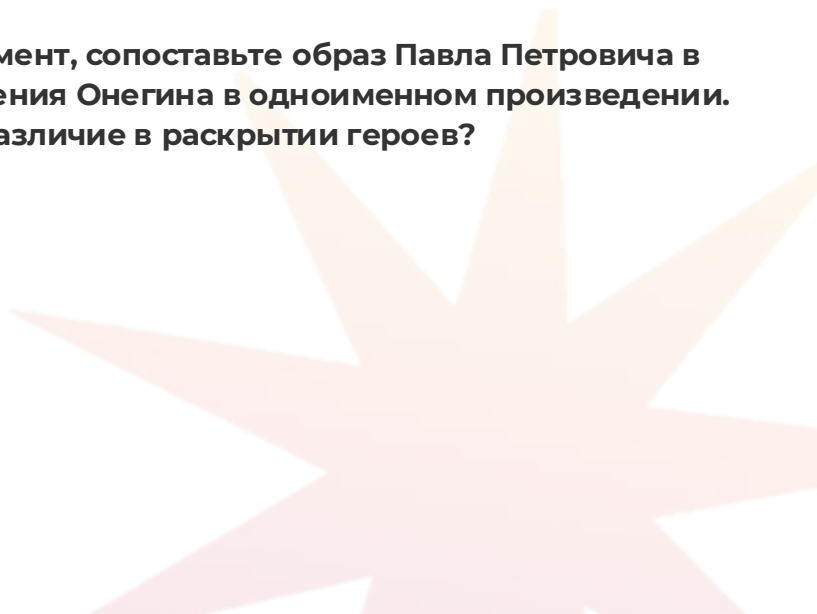 мент, сопоставьте образ Павла Петровича в
ения Онегина в одноименном произведении.
азличие в раскрытии героев?